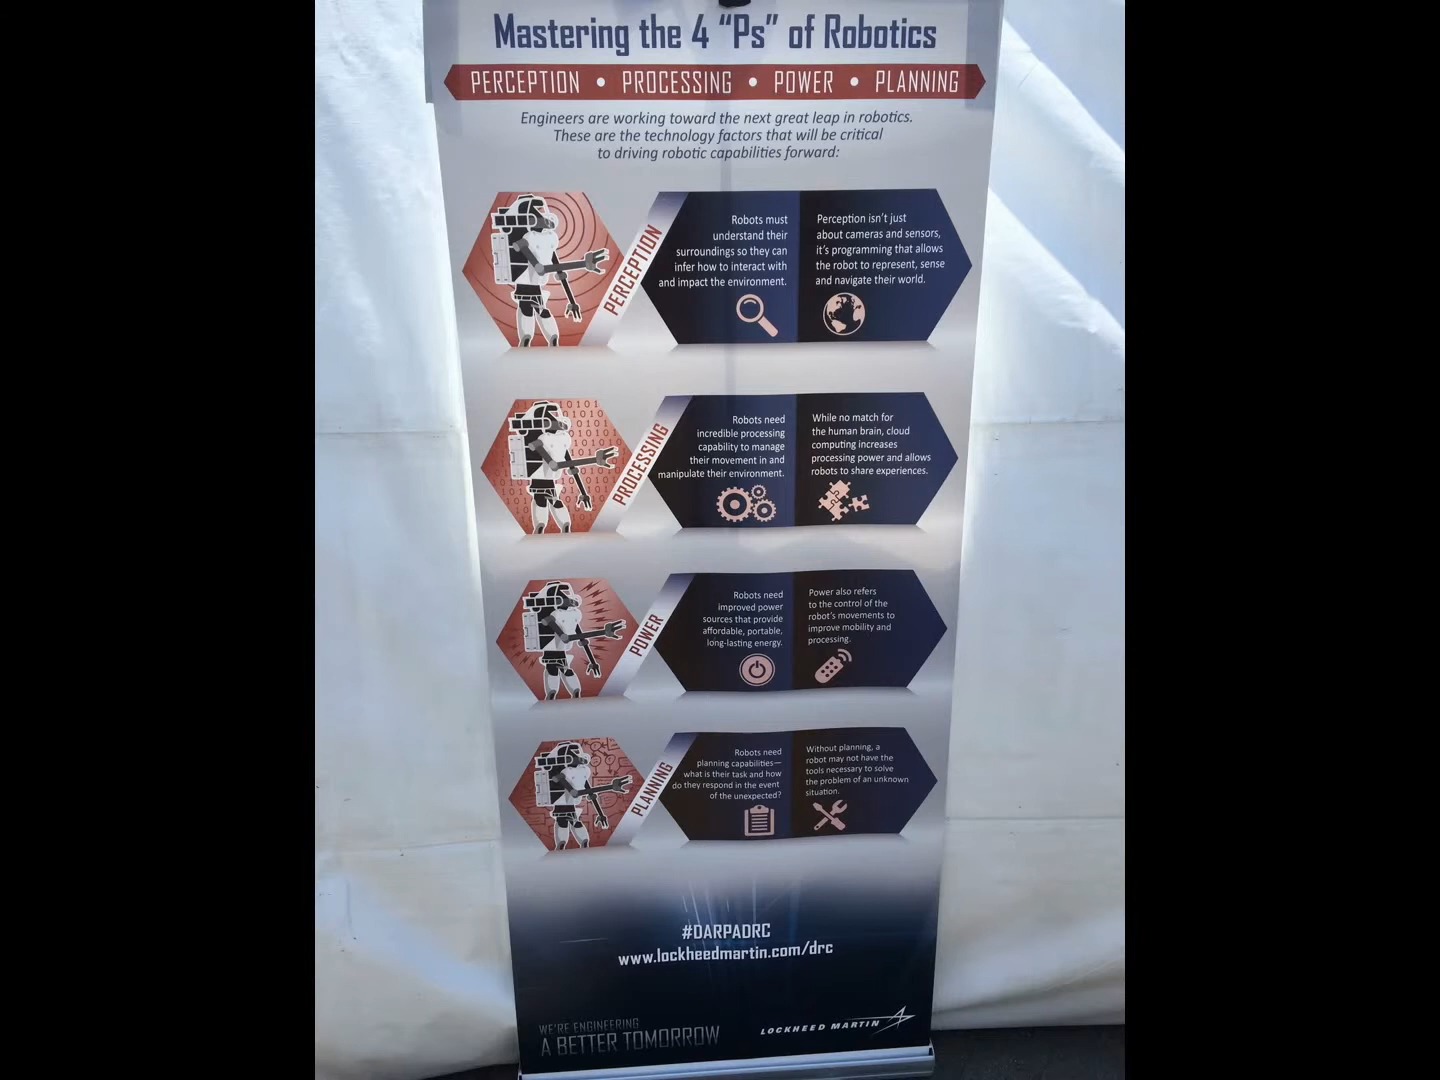 Mastering the 4 “Ps” of Robotics
PERCEPTION • PROCESSING • POWER • PLANNING
Engineers are working toward the next great leap in robotics.
These are the technology factors that will be critical
to driving robotic capabilities forward:
PERCEPTION
Robots must
understand their
surroundings so they can
infer how to interact with
and impact the environment.
Perception isn’t just
about cameras and sensors,
it’s programming that allows
the robot to represent, sense
and navigate their world.
PROCESSING
Robots need
incredible processing
capability to manage
their movement in and
manipulate their environment.
While no match for
the human brain, cloud
computing increases
processing power and allows
robots to share experiences.
POWER
Robots need
improved power
sources that provide
affordable, portable,
long-lasting energy.
Power also refers
to the control of the
robot’s movements to
improve mobility and
processing.
PLANNING
Robots need
planning capabilities—
what is their task and how
do they respond in the event
of the unexpected?
Without planning, a
robot may not have the
tools necessary to solve
the problem of an unknown
situation.
#DARPADRC
www.lockheedmartin.com/drc
WE’RE ENGINEERING
A BETTER TOMORROW
LOCKHEED MARTIN